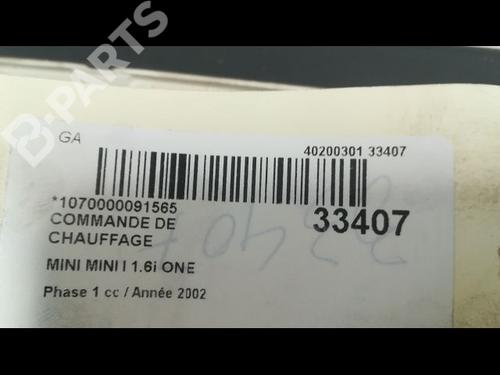 B-PARTS
GA
40200301 33407
*1070000091565
33407
COMMANDE DE
CHAUFFAGE
MINI MINI I 1.6i ONE
Phase 1 cc / Année 2002